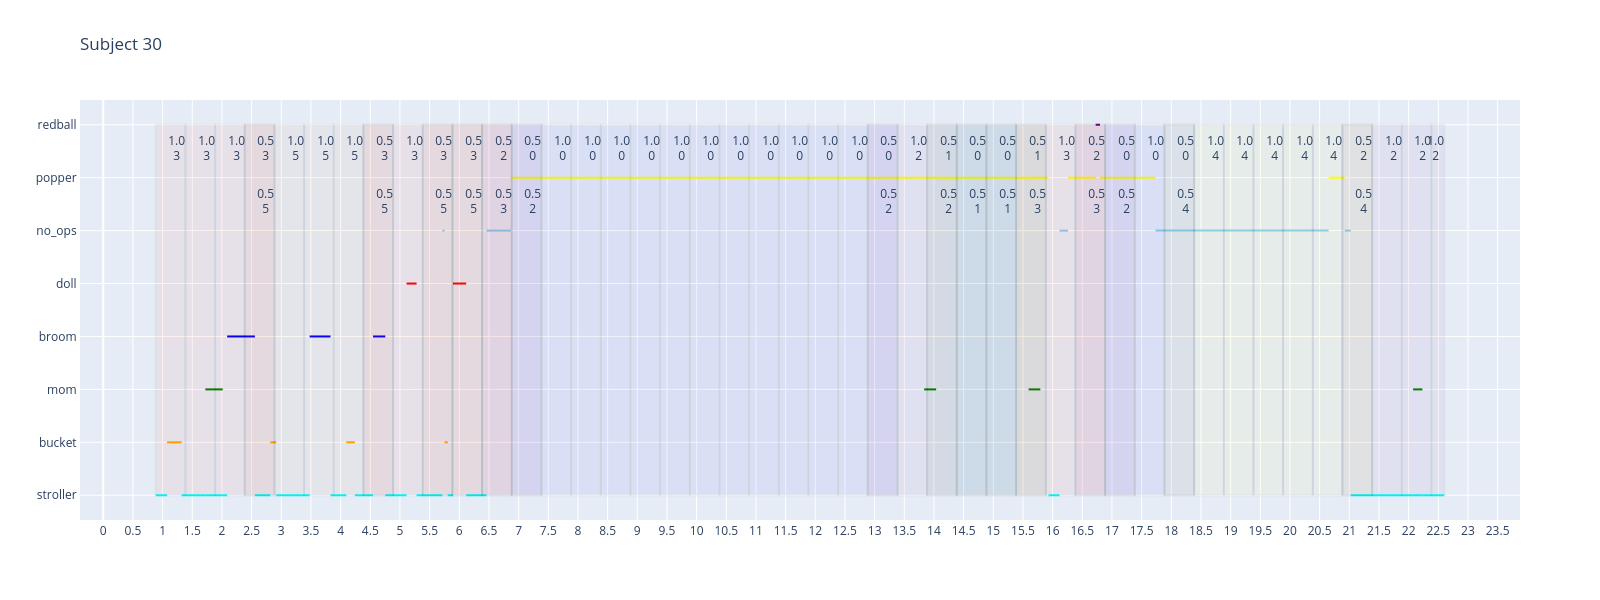 Subject 30
redball
1.0 1.0 1.0 0.5 1.0 1.0 1.0 0.5 1.0 0.5 0.5 0.5 0.5 1.0 1.0 1.0 1.0 1.0 1.0 1.0 1.0 1.0 1.0 1.0 0.5 1.0 0.5 0.5 0.5 0.5 1.0 0.5 0.5 1.0 0.5 1.0 1.0 1.0 1.0 1.0 0.5 1.0 1.0 1.0
3 3 3 3 5 5 5 3 3 3 3 2 0 0 0 0 0 0 0 0 0 0 0 0 0 2 1 0 0 1 3 2 0 0 0 4 4 4 4 4 2 2 2 2
popper
0.5 0.5 0.5 0.5 0.5 0.5 0.5 0.5 0.5 0.5 0.5 0.5 0.5 0.5 0.5
5 5 5 5 3 2 2 2 1 1 3 3 2 4 4
no_ops
doll
broom
mom
bucket
stroller
0 0.5 1 1.5 2 2.5 3 3.5 4 4.5 5 5.5 6 6.5 7 7.5 8 8.5 9 9.5 10 10.5 11 11.5 12 12.5 13 13.5 14 14.5 15 15.5 16 16.5 17 17.5 18 18.5 19 19.5 20 20.5 21 21.5 22 22.5 23 23.5